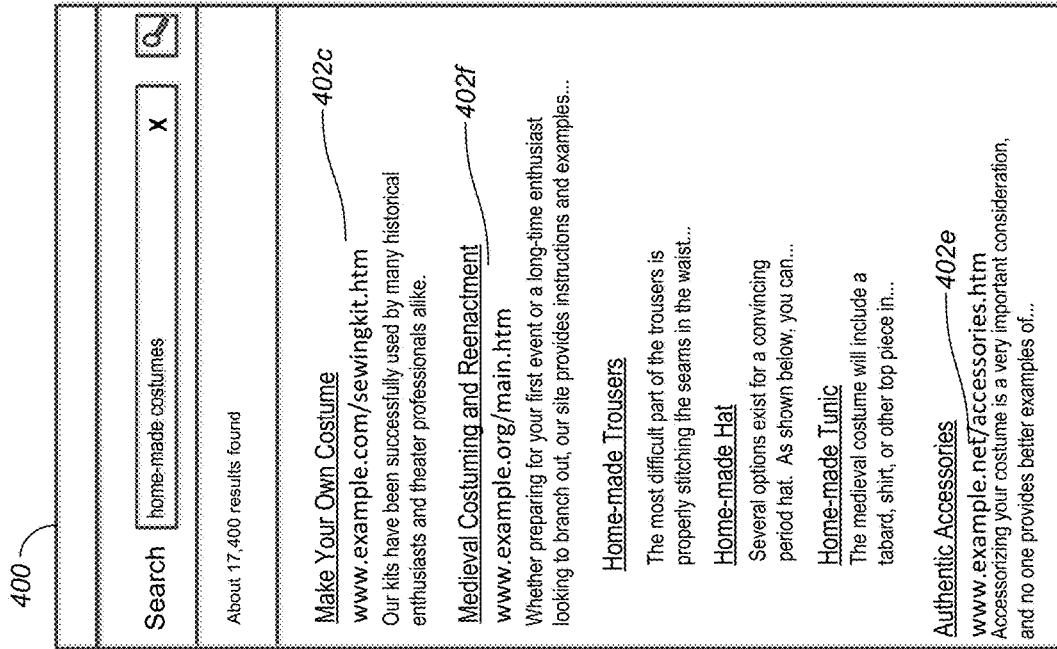 400
Search home-made costumes X
About 17,400 results found
Make Your Own Costume
www.example.com/sewingkit.htm 402c
Our kits have been successfully used by many historical
enthusiasts and theater professionals alike.
Medieval Costuming and Reenactment 402f
www.example.org/main.htm
Whether preparing for your first event or a long-time enthusiast
looking to branch out, our site provides instructions and examples...
Home-made Trousers
The most difficult part of the trousers is
properly stitching the seams in the waist...
Home-made Hat
Several options exist for a convincing
period hat. As shown below, you can...
Home-made Tunic
The medieval costume will include a
tabard, shirt, or other top piece in...
Authentic Accessories 402e
www.example.net/accessories.htm
Accessorizing your costume is a very important consideration,
and no one provides better examples of...